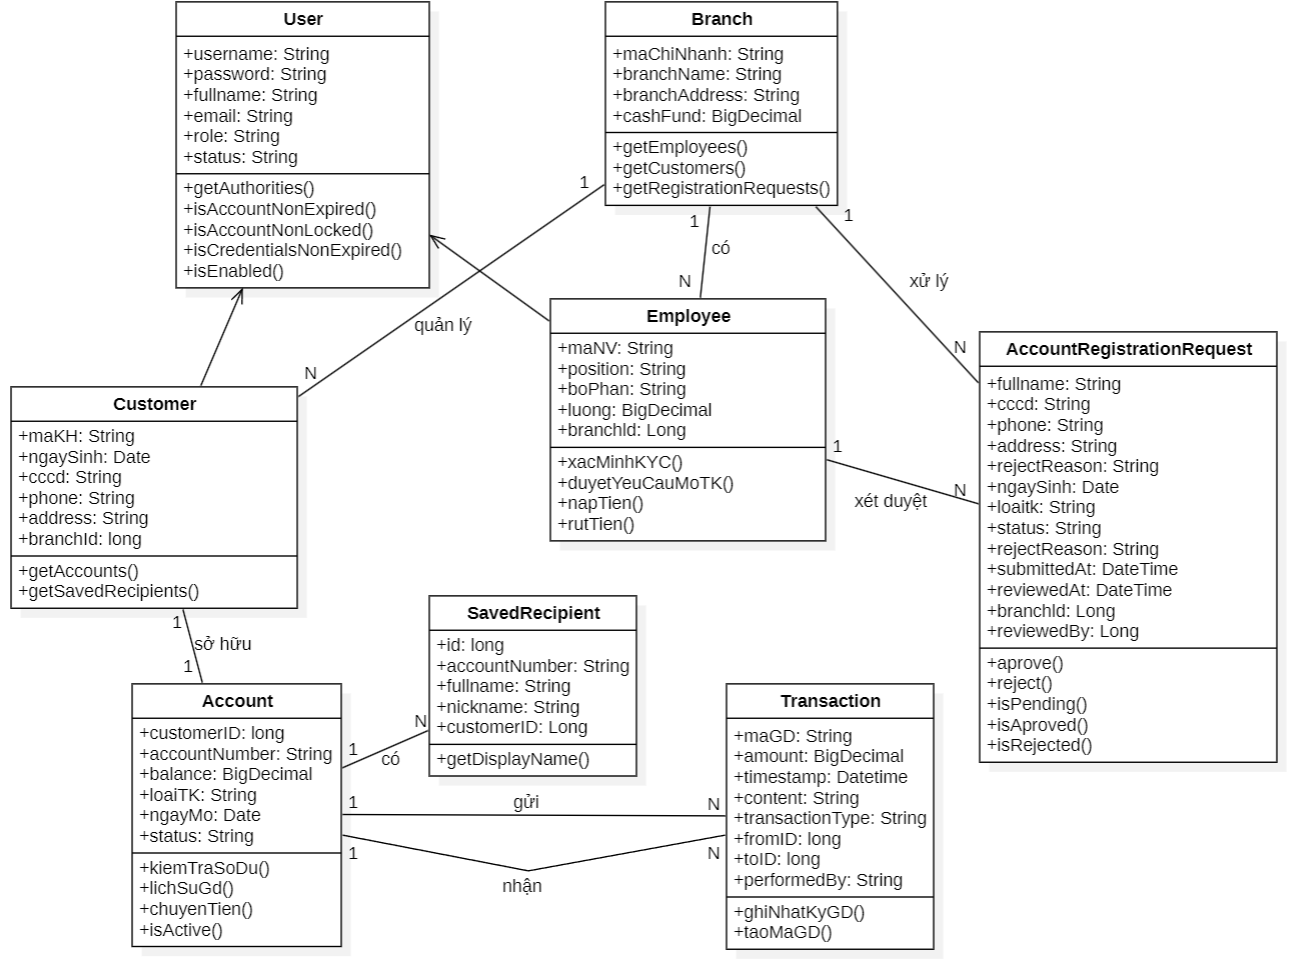 User
+username: String
+password: String
+fullname: String
+email: String
+role: String
+status: String
+getAuthorities()
+isAccountNonExpired()
+isAccountNonLocked()
+isCredentialsNonExpired()
+isEnabled()
Branch
+maChiNhanh: String
+branchName: String
+branchAddress: String
+cashFund: BigDecimal
+getEmployees()
+getCustomers()
+getRegistrationRequests()
1
quản lý
N
1
có
N
1
xử lý
N
Employee
+maNV: String
+position: String
+boPhan: String
+luong: BigDecimal
+branchId: Long
+xacMinhKYC()
+duyetYeuCauMoTK()
+napTien()
+rutTien()
1
xét duyệt
N
AccountRegistrationRequest
+fullname: String
+cccd: String
+phone: String
+address: String
+rejectReason: String
+ngaySinh: Date
+loaitk: String
+status: String
+rejectReason: String
+submittedAt: DateTime
+reviewedAt: DateTime
+branchId: Long
+reviewedBy: Long
+aprove()
+reject()
+isPending()
+isAproved()
+isRejected()
Customer
+maKH: String
+ngaySinh: Date
+cccd: String
+phone: String
+address: String
+branchId: long
+getAccounts()
+getSavedRecipients()
1
sở hữu
1
SavedRecipient
+id: long
+accountNumber: String
+fullname: String
+nickname: String
+customerID: Long
+getDisplayName()
Account
+customerID: long
+accountNumber: String
+balance: BigDecimal
+loaiTK: String
+ngayMo: Date
+status: String
+kiemTraSoDu()
+lichSuGd()
+chuyenTien()
+isActive()
1
có
N
1
gửi
N
1
nhận
N
Transaction
+maGD: String
+amount: BigDecimal
+timestamp: Datetime
+content: String
+transactionType: String
+fromID: long
+toID: long
+performedBy: String
+ghiNhatKyGD()
+taoMaGD()